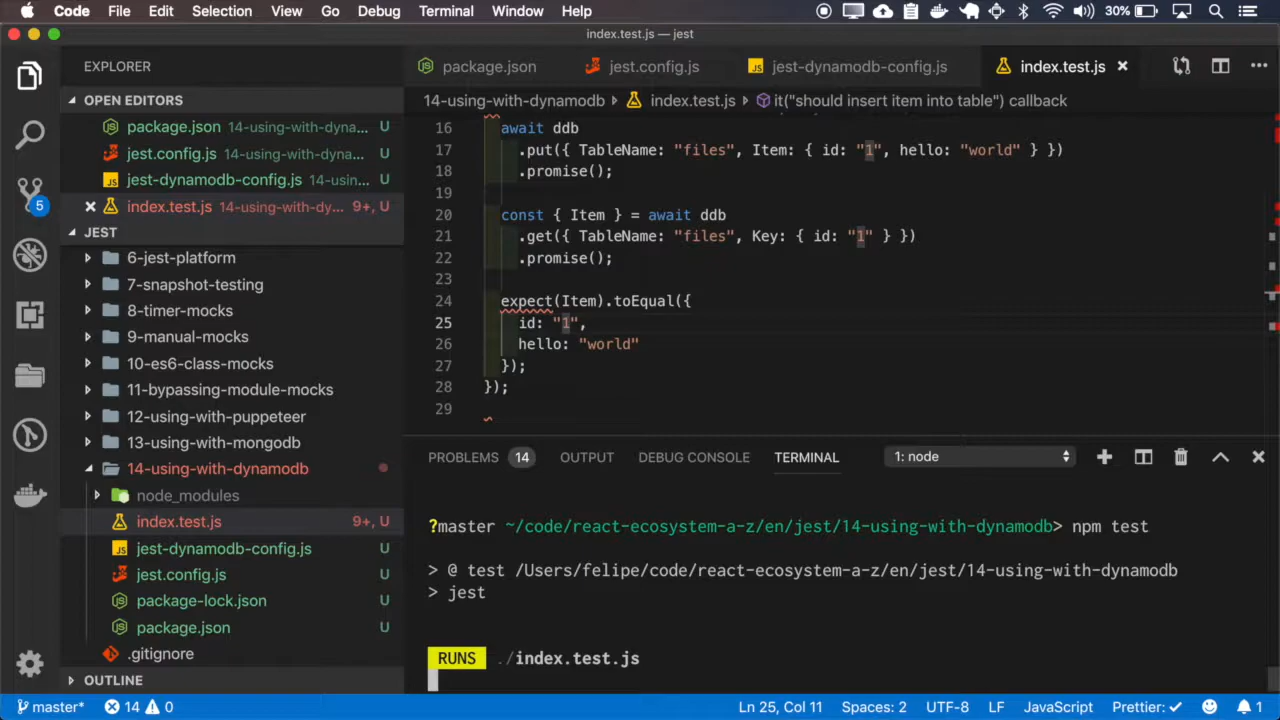 Code File Edit Selection View Go Debug Terminal Window Help 30%
index.test.js — jest
EXPLORER
package.json jest.config.js jest-dynamodb-config.js index.test.js
OPEN EDITORS
package.json 14-using-with-dyna... U
jest.config.js 14-using-with-dyna... U
jest-dynamodb-config.js 14-usin... U
index.test.js 14-using-with-dy... 9+, U
5
JEST
6-jest-platform
7-snapshot-testing
8-timer-mocks
9-manual-mocks
10-es6-class-mocks
11-bypassing-module-mocks
12-using-with-puppeteer
13-using-with-mongodb
14-using-with-dynamodb
node_modules
index.test.js 9+, U
jest-dynamodb-config.js U
jest.config.js U
package-lock.json U
package.json U
.gitignore
OUTLINE
14-using-with-dynamodb index.test.js it("should insert item into table") callback
16 await ddb
17 .put({ TableName: "files", Item: { id: "1", hello: "world" } })
18 .promise();
19
20 const { Item } = await ddb
21 .get({ TableName: "files", Key: { id: "1" } })
22 .promise();
23
24 expect(Item).toEqual({
25 id: "1",
26 hello: "world"
27 });
28 });
29
PROBLEMS 14 OUTPUT DEBUG CONSOLE TERMINAL 1: node
?master ~/code/react-ecosystem-a-z/en/jest/14-using-with-dynamodb> npm test
> @ test /Users/felipe/code/react-ecosystem-a-z/en/jest/14-using-with-dynamodb
> jest
RUNS ./index.test.js
master* 14 0 Ln 25, Col 11 Spaces: 2 UTF-8 LF JavaScript Prettier: 1